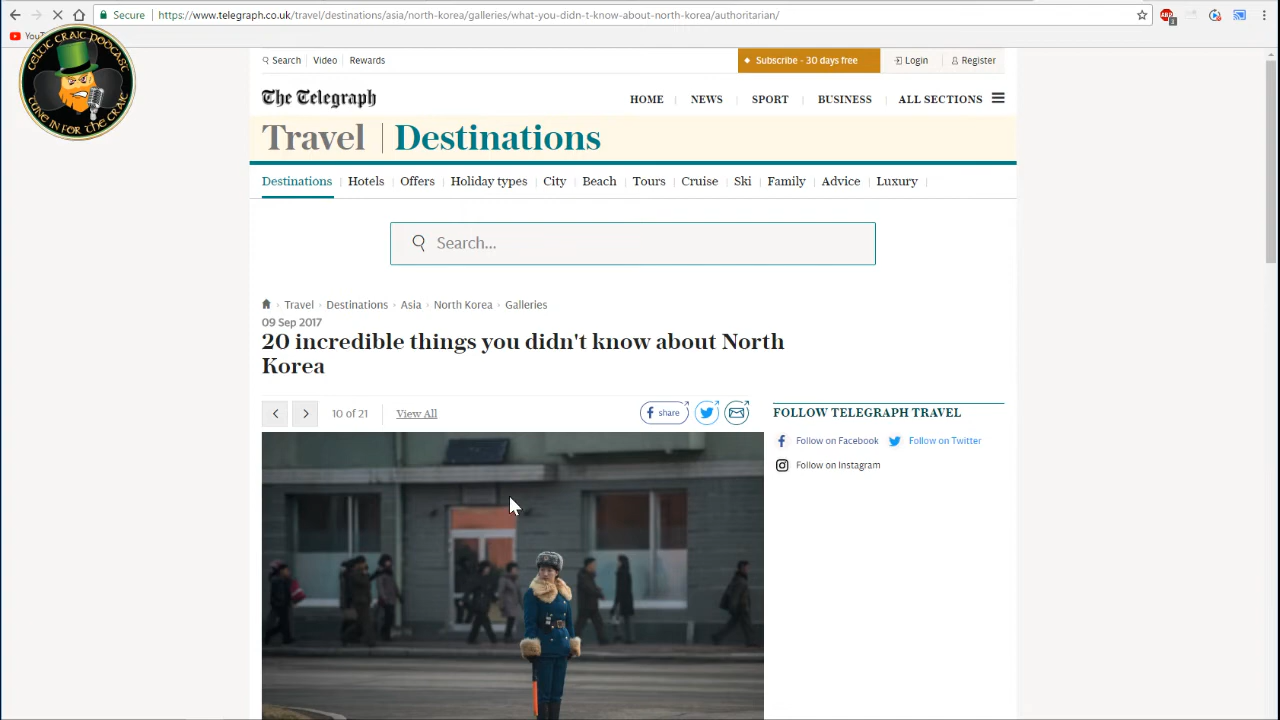 Secure
https://www.telegraph.co.uk/travel/destinations/asia/north-korea/galleries/what-you-didn-t-know-about-north-korea/authoritarian/
CELTIC CRAIC PODCAST
TUNE IN FOR THE CRAIC
Search Video Rewards
Subscribe - 30 days free
Login Register
The Telegraph
HOME NEWS SPORT BUSINESS ALL SECTIONS
Travel Destinations
Destinations Hotels Offers Holiday types City Beach Tours Cruise Ski Family Advice Luxury
Search...
Travel Destinations Asia North Korea Galleries
09 Sep 2017
20 incredible things you didn't know about North
Korea
10 of 21 View All
share
FOLLOW TELEGRAPH TRAVEL
Follow on Facebook Follow on Twitter
Follow on Instagram